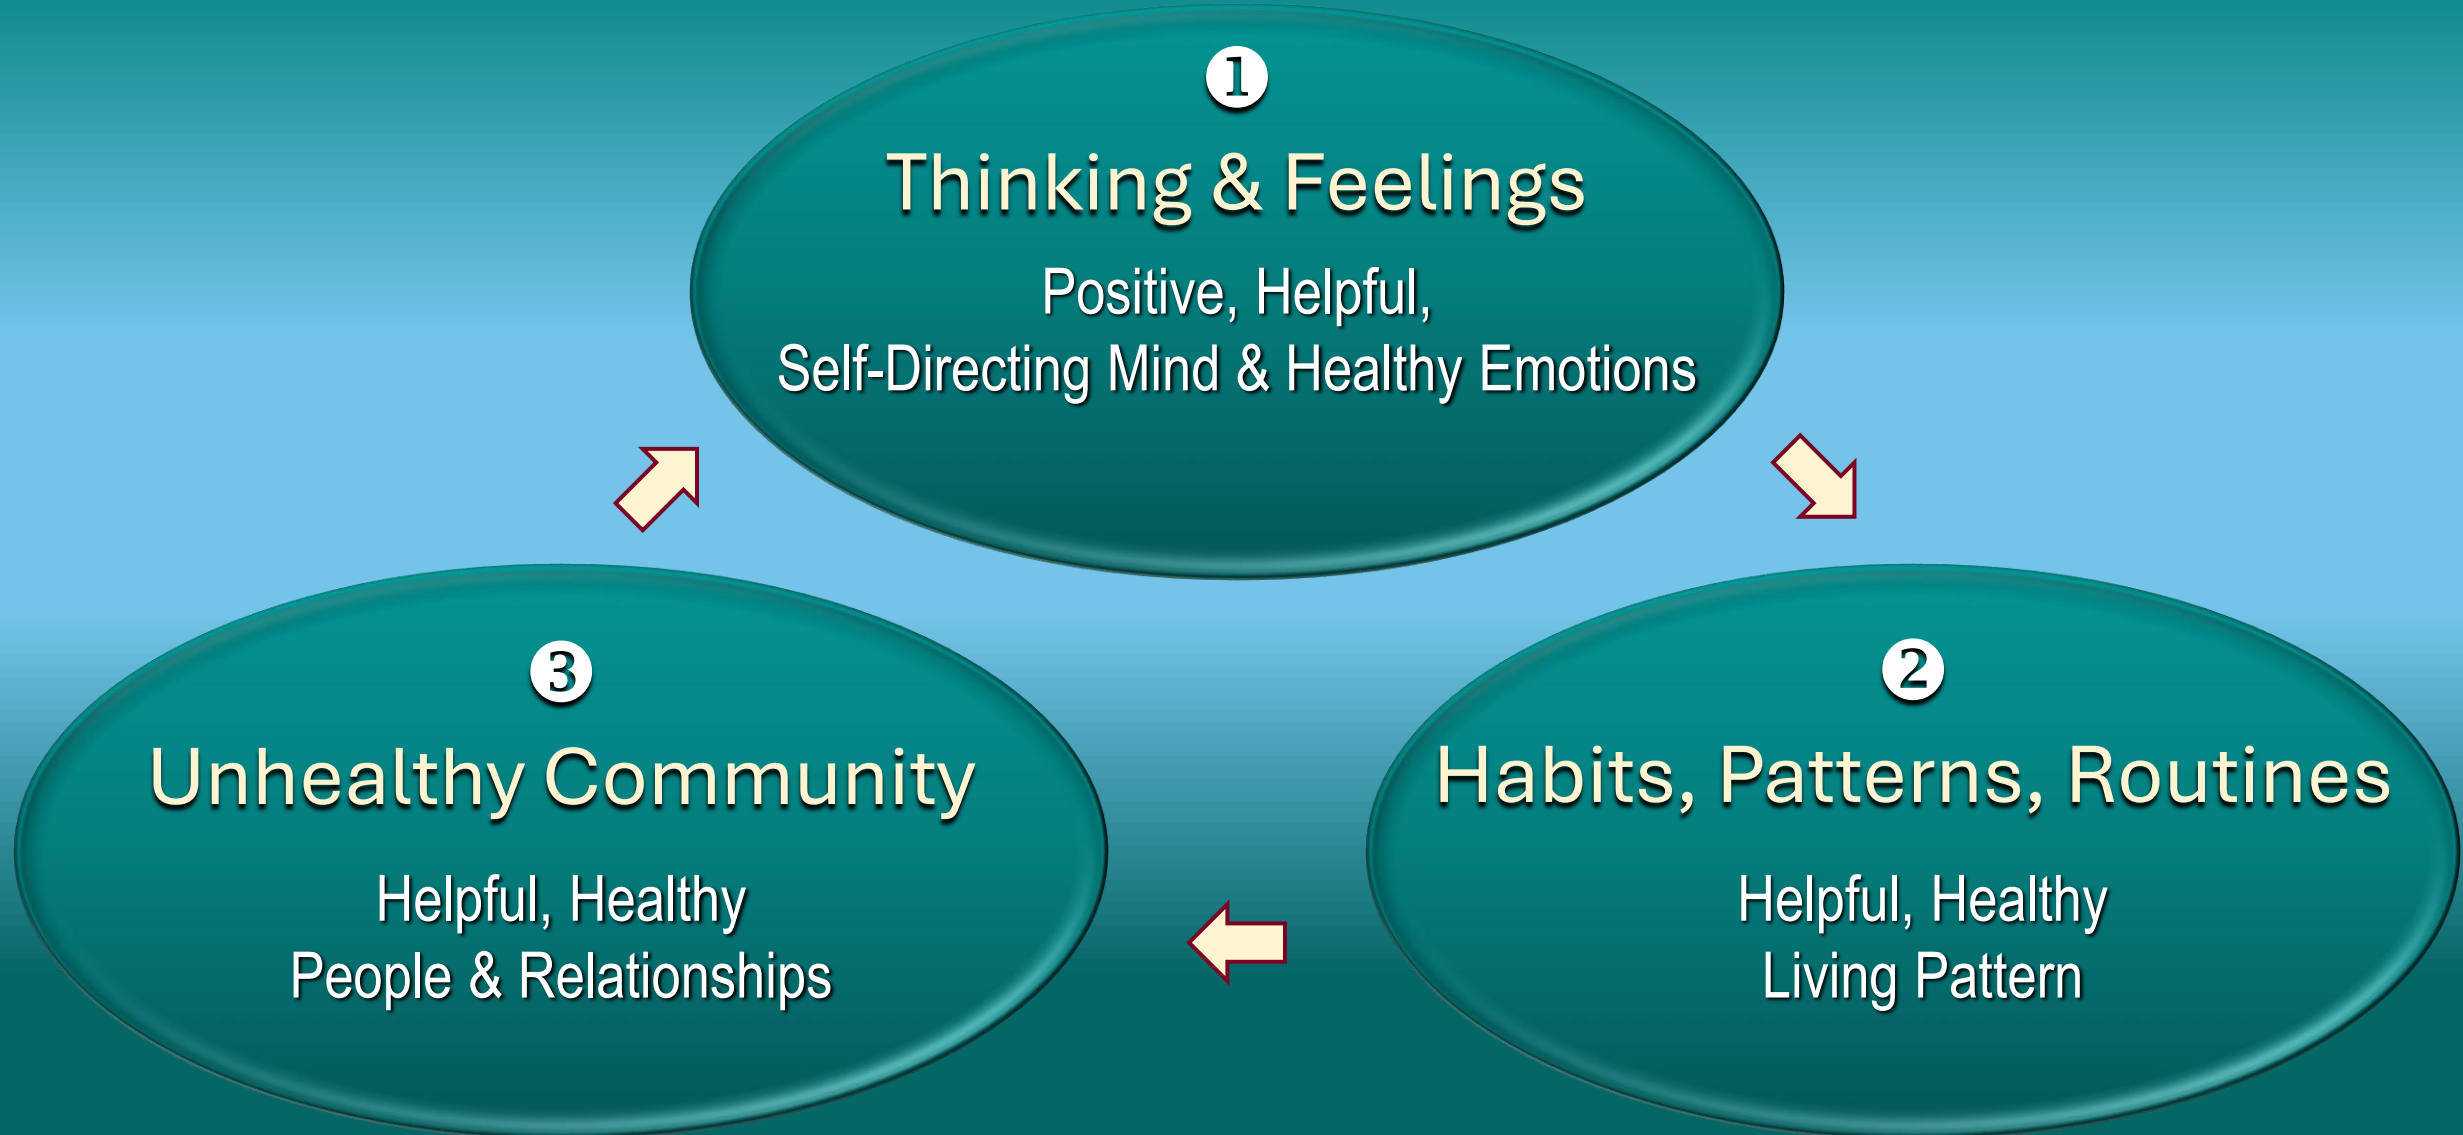 ❶
Thinking & Feelings
Positive, Helpful,
Self-Directing Mind & Healthy Emotions
❷
Habits, Patterns, Routines
Helpful, Healthy
Living Pattern
❸
Unhealthy Community
Helpful, Healthy
People & Relationships